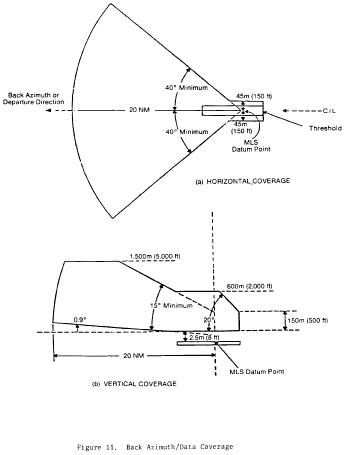 40° Minimum
45m (150 ft)
Back Azimuth or
Departure Direction
20 NM
C/L
45m
(150 ft)
40° Minimum
Threshold
MLS
Datum Point
(a) HORIZONTAL COVERAGE
1,500m (5,000 ft)
600m (2,000 ft)
15° Minimum
0.9°
20°
150m (500 ft)
2.5m (8 ft)
20 NM
MLS Datum Point
(b) VERTICAL COVERAGE
Figure 11. Back Azimuth/Data Coverage